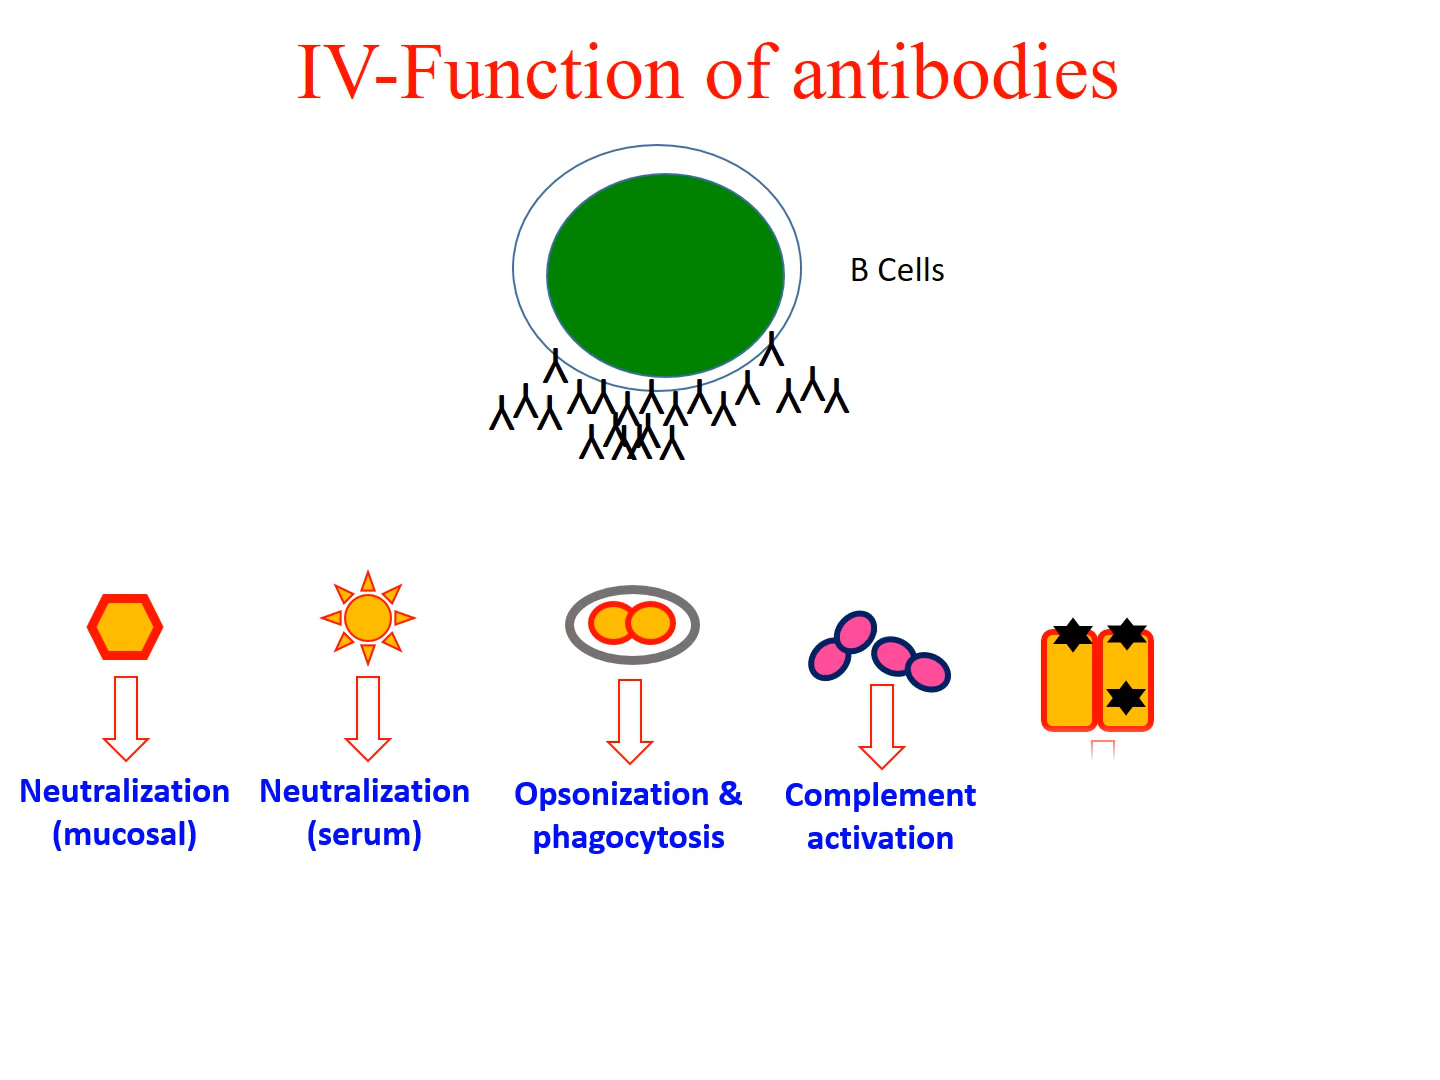 IV-Function of antibodies
B Cells
Neutralization
(mucosal)
Neutralization
(serum)
Opsonization &
phagocytosis
Complement
activation